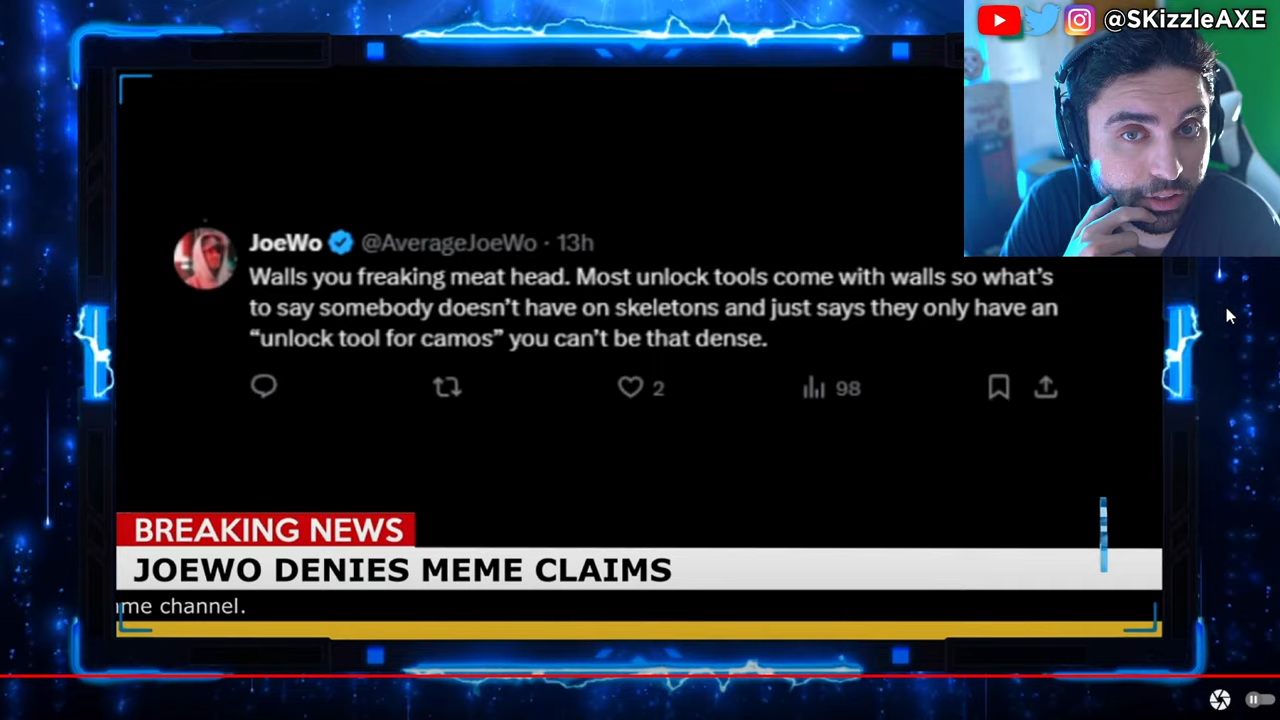 @SKizzleAXE
JoeWo @AverageJoeWo · 13h
Walls you freaking meat head. Most unlock tools come with walls so what's
to say somebody doesn't have on skeletons and just says they only have an
“unlock tool for camos” you can't be that dense.
2 98
BREAKING NEWS
JOEWO DENIES MEME CLAIMS
me channel.